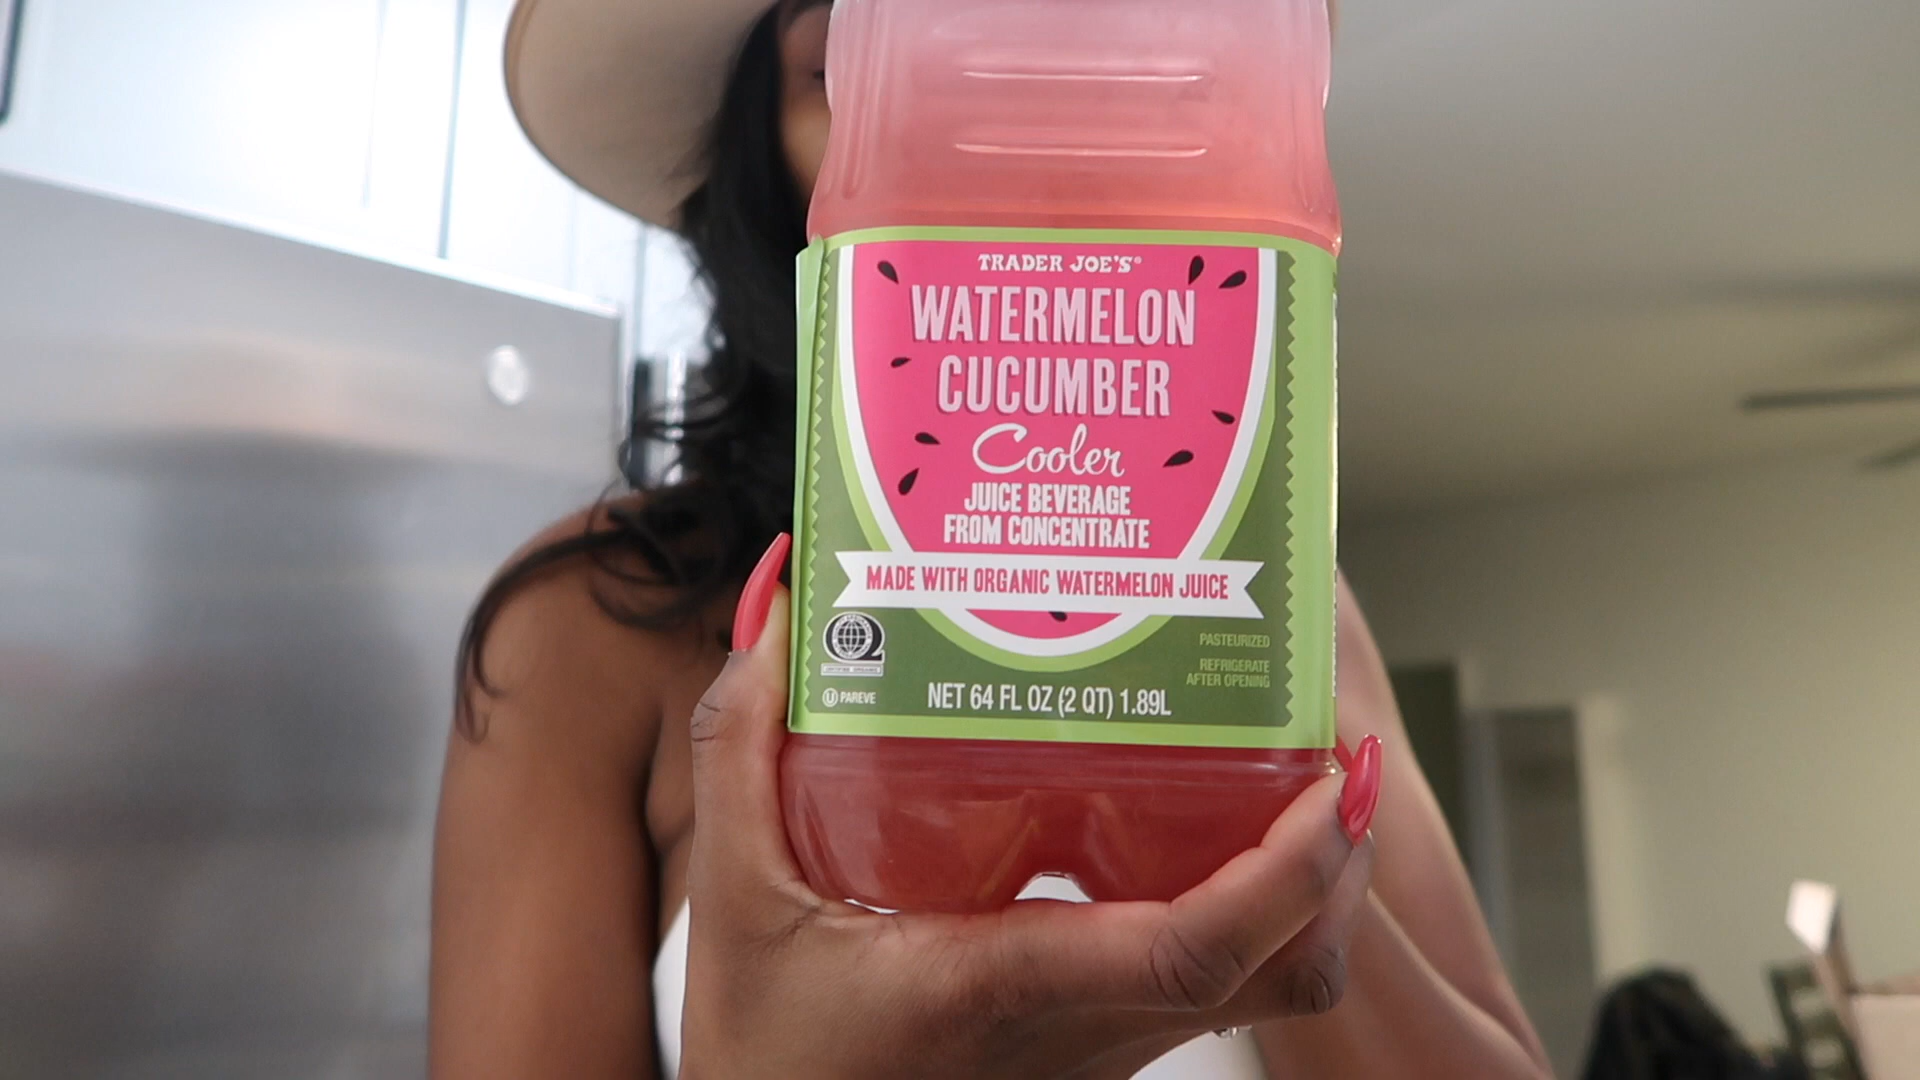 TRADER JOE'S®
WATERMELON
CUCUMBER
Cooler
JUICE BEVERAGE
FROM CONCENTRATE
MADE WITH ORGANIC WATERMELON JUICE
PASTEURIZED
REFRIGERATE
AFTER OPENING
U PAREVE
NET 64 FL OZ (2 QT) 1.89L